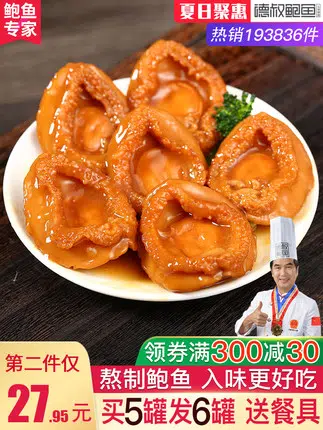 鲍鱼
专家
夏日聚惠
德叔鲍鱼
热销193836件
领券满300减30
第二件仅
27.95元
熬制鲍鱼 入味更好吃
买5罐发6罐 送餐具